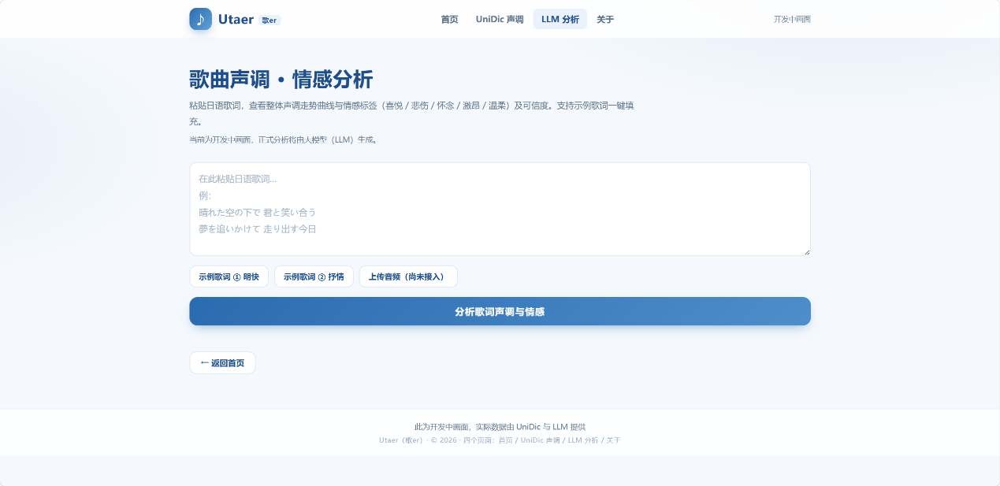 ♪ Utaer 歌er 首页 UniDic 声调 LLM 分析 关于 开发中画面
歌曲声调・情感分析
粘贴日语歌词，查看整体声调走势曲线与情感标签（喜悦 / 悲伤 / 怀念 / 激昂 / 温柔）及可信度。支持示例歌词一键填
充。
当前为开发中画面，正式分析将由大模型（LLM）生成。
在此粘贴日语歌词...
例：
晴れた空の下で 君と笑い合う
夢を追いかけて 走り出す今日
示例歌词 ① 明快 示例歌词 ② 抒情 上传音频（尚未接入）
分析歌词声调与情感
← 返回首页
此为开发中画面，实际数据由 UniDic 与 LLM 提供
Utaer（歌er）· © 2026 · 四个页面：首页 / UniDic 声调 / LLM 分析 / 关于